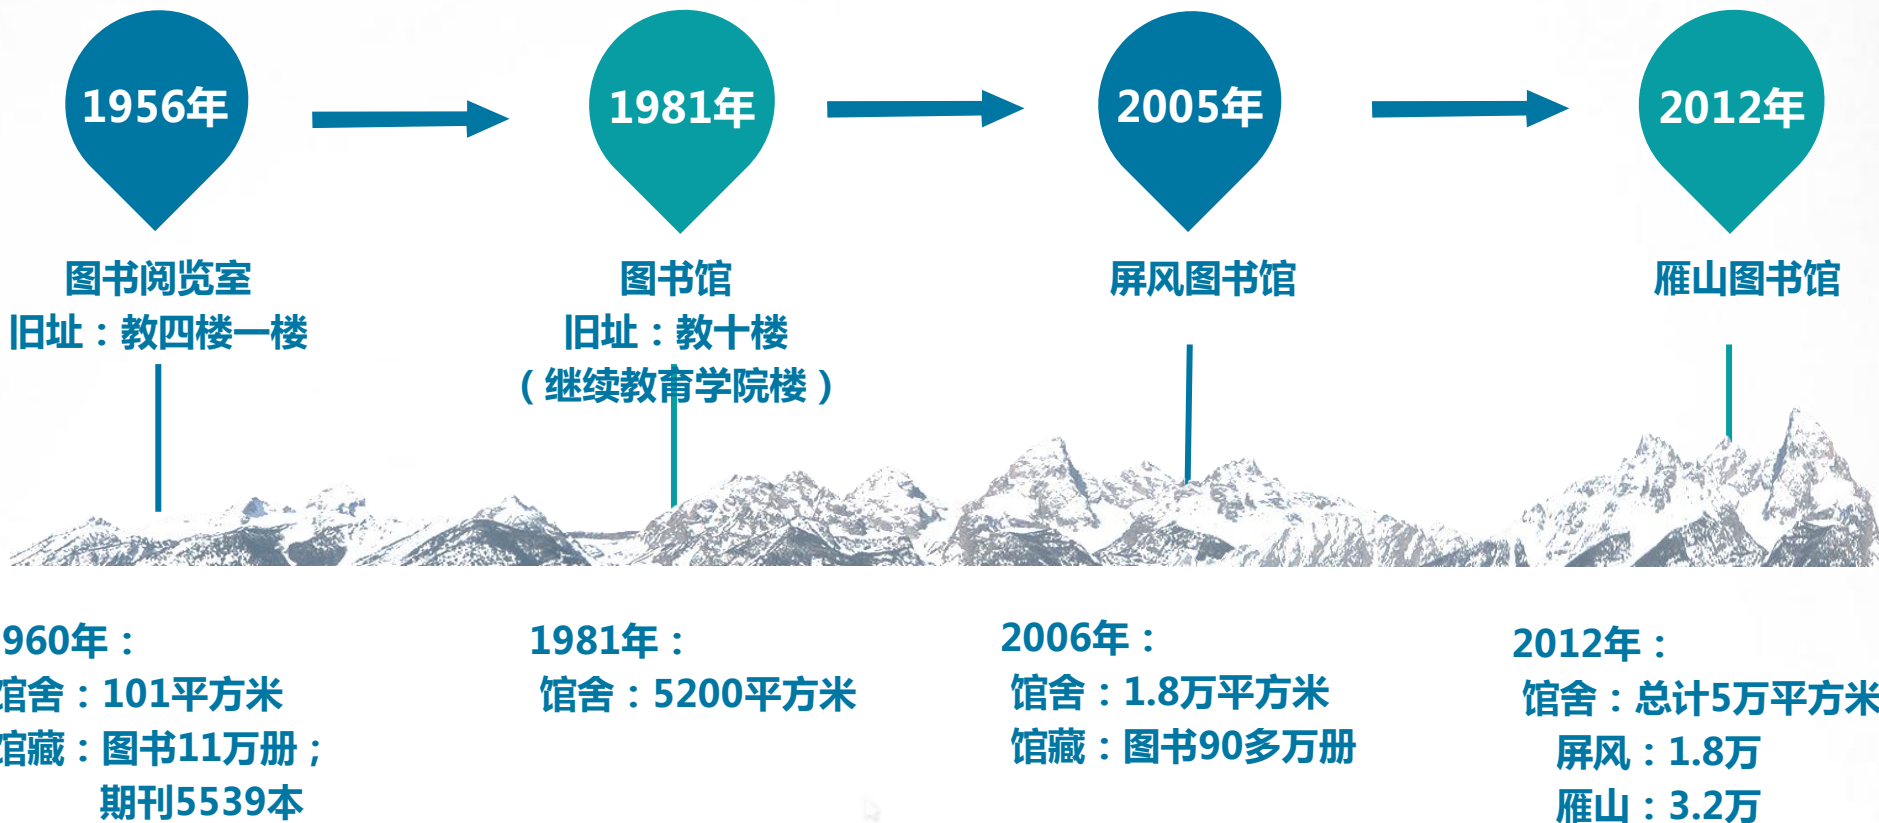 1956年
1981年
2005年
2012年
图书阅览室
旧址：教四楼一楼
图书馆
旧址：教十楼
（继续教育学院楼）
屏风图书馆
雁山图书馆
960年：
馆舍：101平方米
馆藏：图书11万册；
期刊5539本
1981年：
馆舍：5200平方米
2006年：
馆舍：1.8万平方米
馆藏：图书90多万册
2012年：
馆舍：总计5万平方米
屏风：1.8万
雁山：3.2万